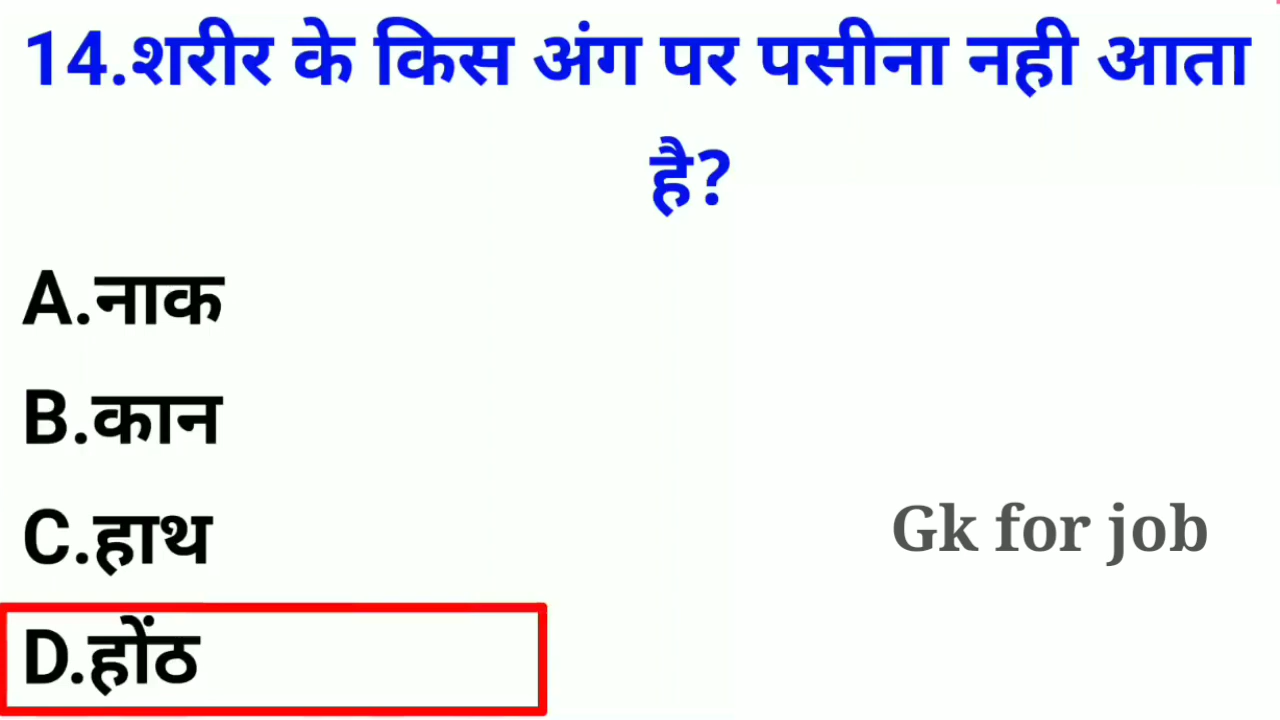 14.शरीर के किस अंग पर पसीना नही आता
है?
A.नाक
B.कान
C.हाथ
Gk for job
D.होंठ